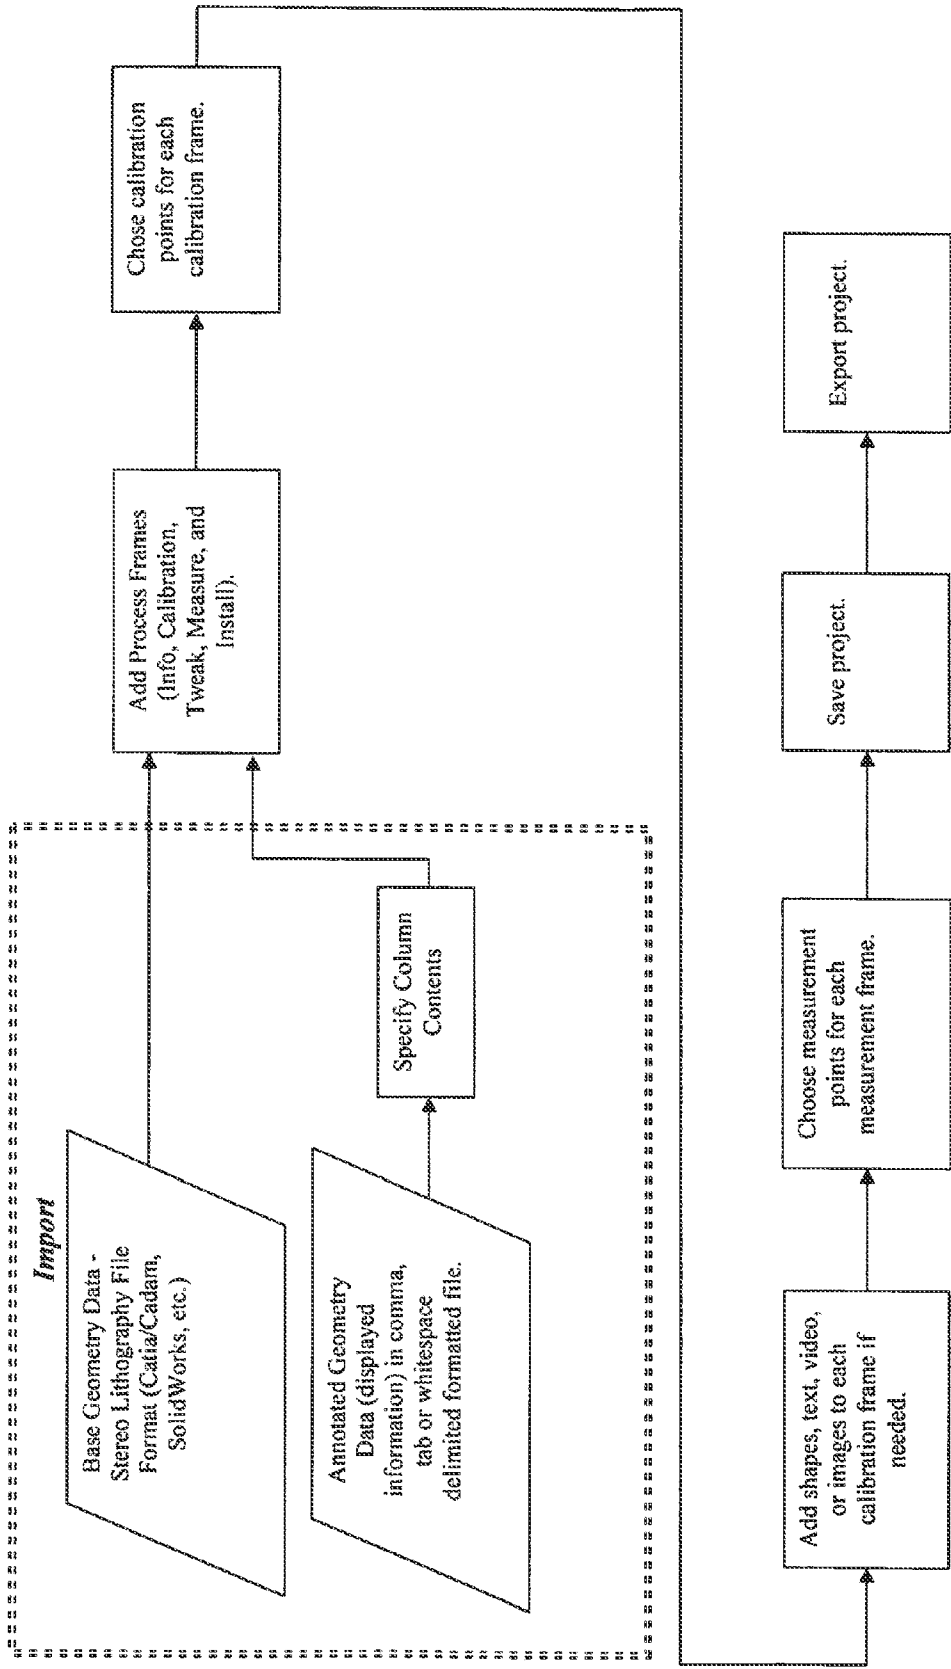 Import
Base Geometry Data -
Stereo Lithography File
Format (Catia/Cadam,
SolidWorks, etc.)
Annotated Geometry
Data (displayed
information) in comma,
tab or whitespace
delimited formatted file.
Specify Column
Contents
Add Process Frames
(Info, Calibration,
Tweak, Measure, and
Install).
Chose calibration
points for each
calibration frame.
Add shapes, text, video,
or images to each
calibration frame if
needed.
Choose measurement
points for each
measurement frame.
Save project.
Export project.